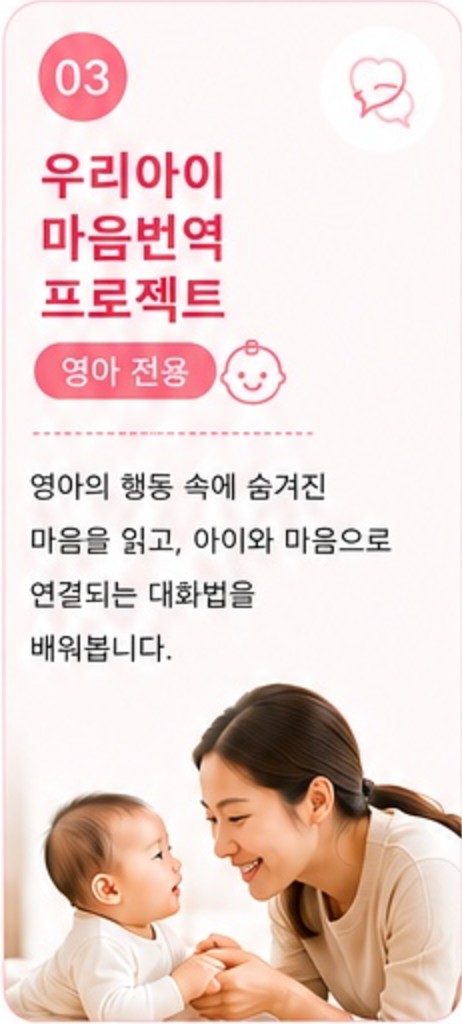 03
우리아이
마음번역
프로젝트
영아 전용
영아의 행동 속에 숨겨진
마음을 읽고, 아이와 마음으로
연결되는 대화법을
배워봅니다.